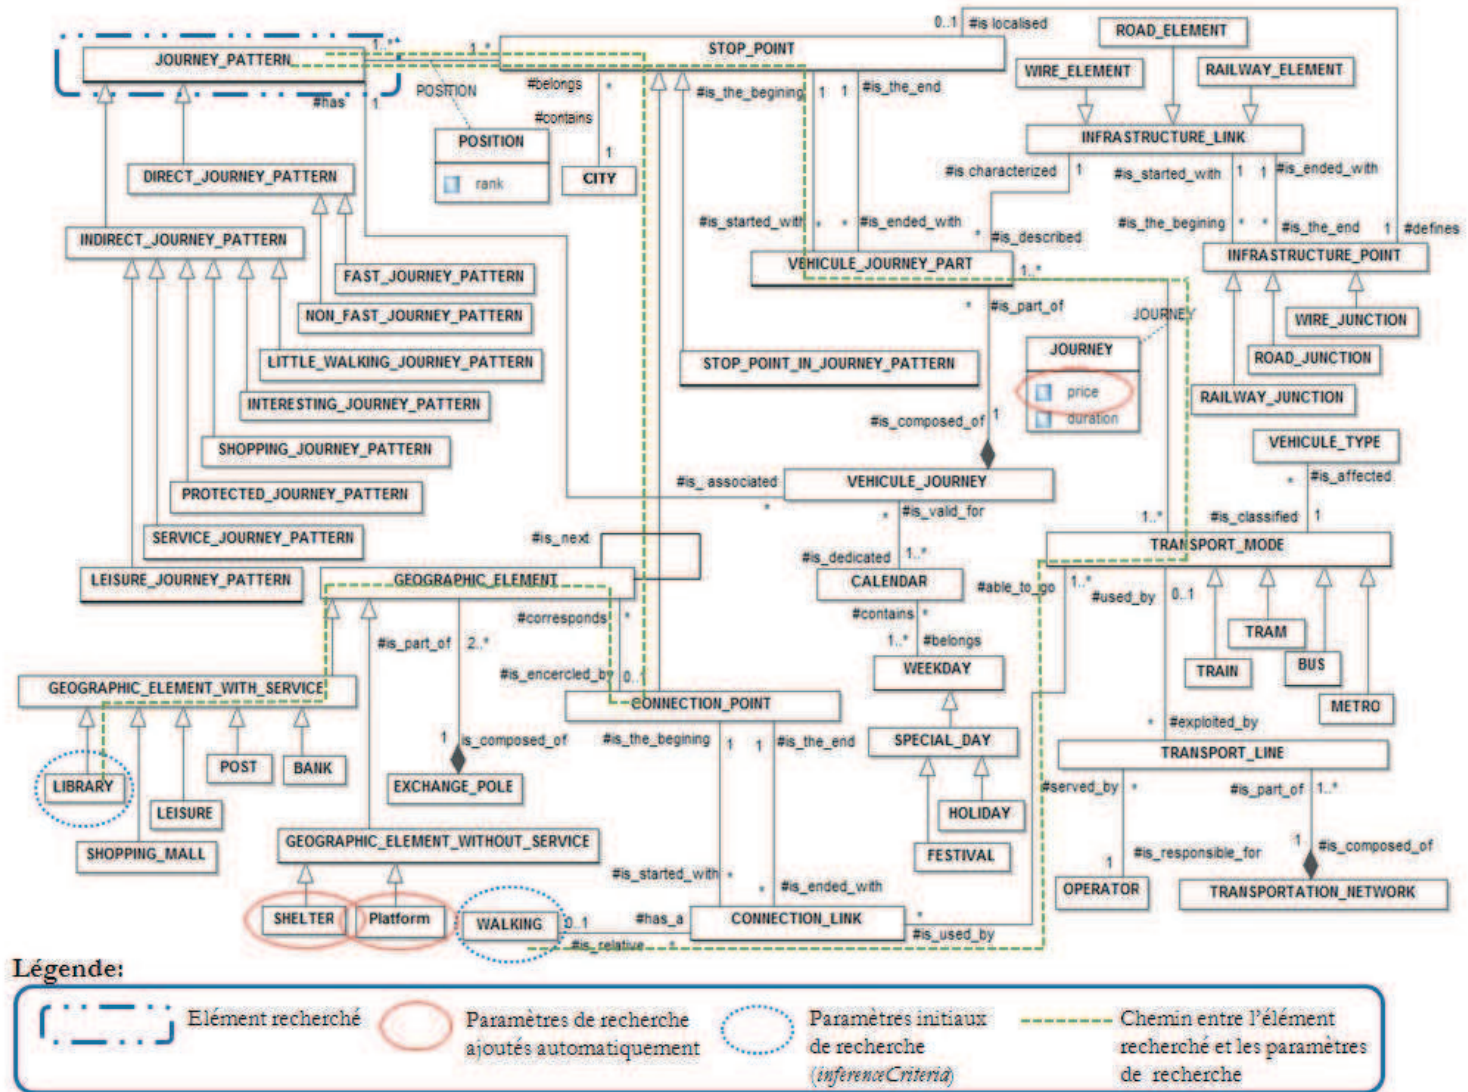 0..1 #is localised
ROAD_ELEMENT
JOURNEY_PATTERN
1..*
1..*
STOP_POINT
WIRE_ELEMENT
RAILWAY_ELEMENT
#has
1
POSITION
#belongs
*
#is_the_begining
1
1
#is_the_end
INFRASTRUCTURE_LINK
POSITION
rank
#contains
1
CITY
DIRECT_JOURNEY_PATTERN
#is characterized
1
#is_started_with
1
1
#is_ended_with
INDIRECT_JOURNEY_PATTERN
#is_started_with
*
*
#is_ended_with
*
#is_described
#is_the_begining
*
*
#is_the_end
1
#defines
FAST_JOURNEY_PATTERN
VEHICULE_JOURNEY_PART
1..*
INFRASTRUCTURE_POINT
NON_FAST_JOURNEY_PATTERN
*
#is_part_of
JOURNEY
WIRE_JUNCTION
LITTLE_WALKING_JOURNEY_PATTERN
STOP_POINT_IN_JOURNEY_PATTERN
JOURNEY
price
duration
ROAD_JUNCTION
INTERESTING_JOURNEY_PATTERN
RAILWAY_JUNCTION
#is_composed_of
1
SHOPPING_JOURNEY_PATTERN
VEHICULE_TYPE
#is_affected
*
PROTECTED_JOURNEY_PATTERN
#is_ associated
*
VEHICULE_JOURNEY
#is_valid_for
*
1..*
#is_classified
1
SERVICE_JOURNEY_PATTERN
#is_next
#is_dedicated
1..*
TRANSPORT_MODE
LEISURE_JOURNEY_PATTERN
GEOGRAPHIC_ELEMENT
CALENDAR
#able_to_go
1..*
#used_by
0..1
#corresponds
*
#contains
*
#is_part_of
2..*
1..*
#belongs
TRAM
WEEKDAY
TRAIN
BUS
#is_encercled_by
0..1
GEOGRAPHIC_ELEMENT_WITH_SERVICE
CONNECTION_POINT
METRO
*
#exploited_by
1
is_composed_of
#is_the_begining
1
1
#is_the_end
SPECIAL_DAY
TRANSPORT_LINE
POST
BANK
LIBRARY
EXCHANGE_POLE
#served_by
*
#is_part_of
1..*
LEISURE
HOLIDAY
GEOGRAPHIC_ELEMENT_WITHOUT_SERVICE
SHOPPING_MALL
FESTIVAL
1
#is_responsible_for
1
#is_composed_of
#is_started_with
*
*
#is_ended_with
OPERATOR
TRANSPORTATION_NETWORK
SHELTER
Platform
WALKING
0..1
#has_a
CONNECTION_LINK
*
#is_used_by
#is_relative
*
Légende:
Elément recherché
Paramètres de recherche
ajoutés automatiquement
Paramètres initiaux
de recherche
(inferenceCriteria)
Chemin entre l'élément
recherché et les paramètres
de recherche